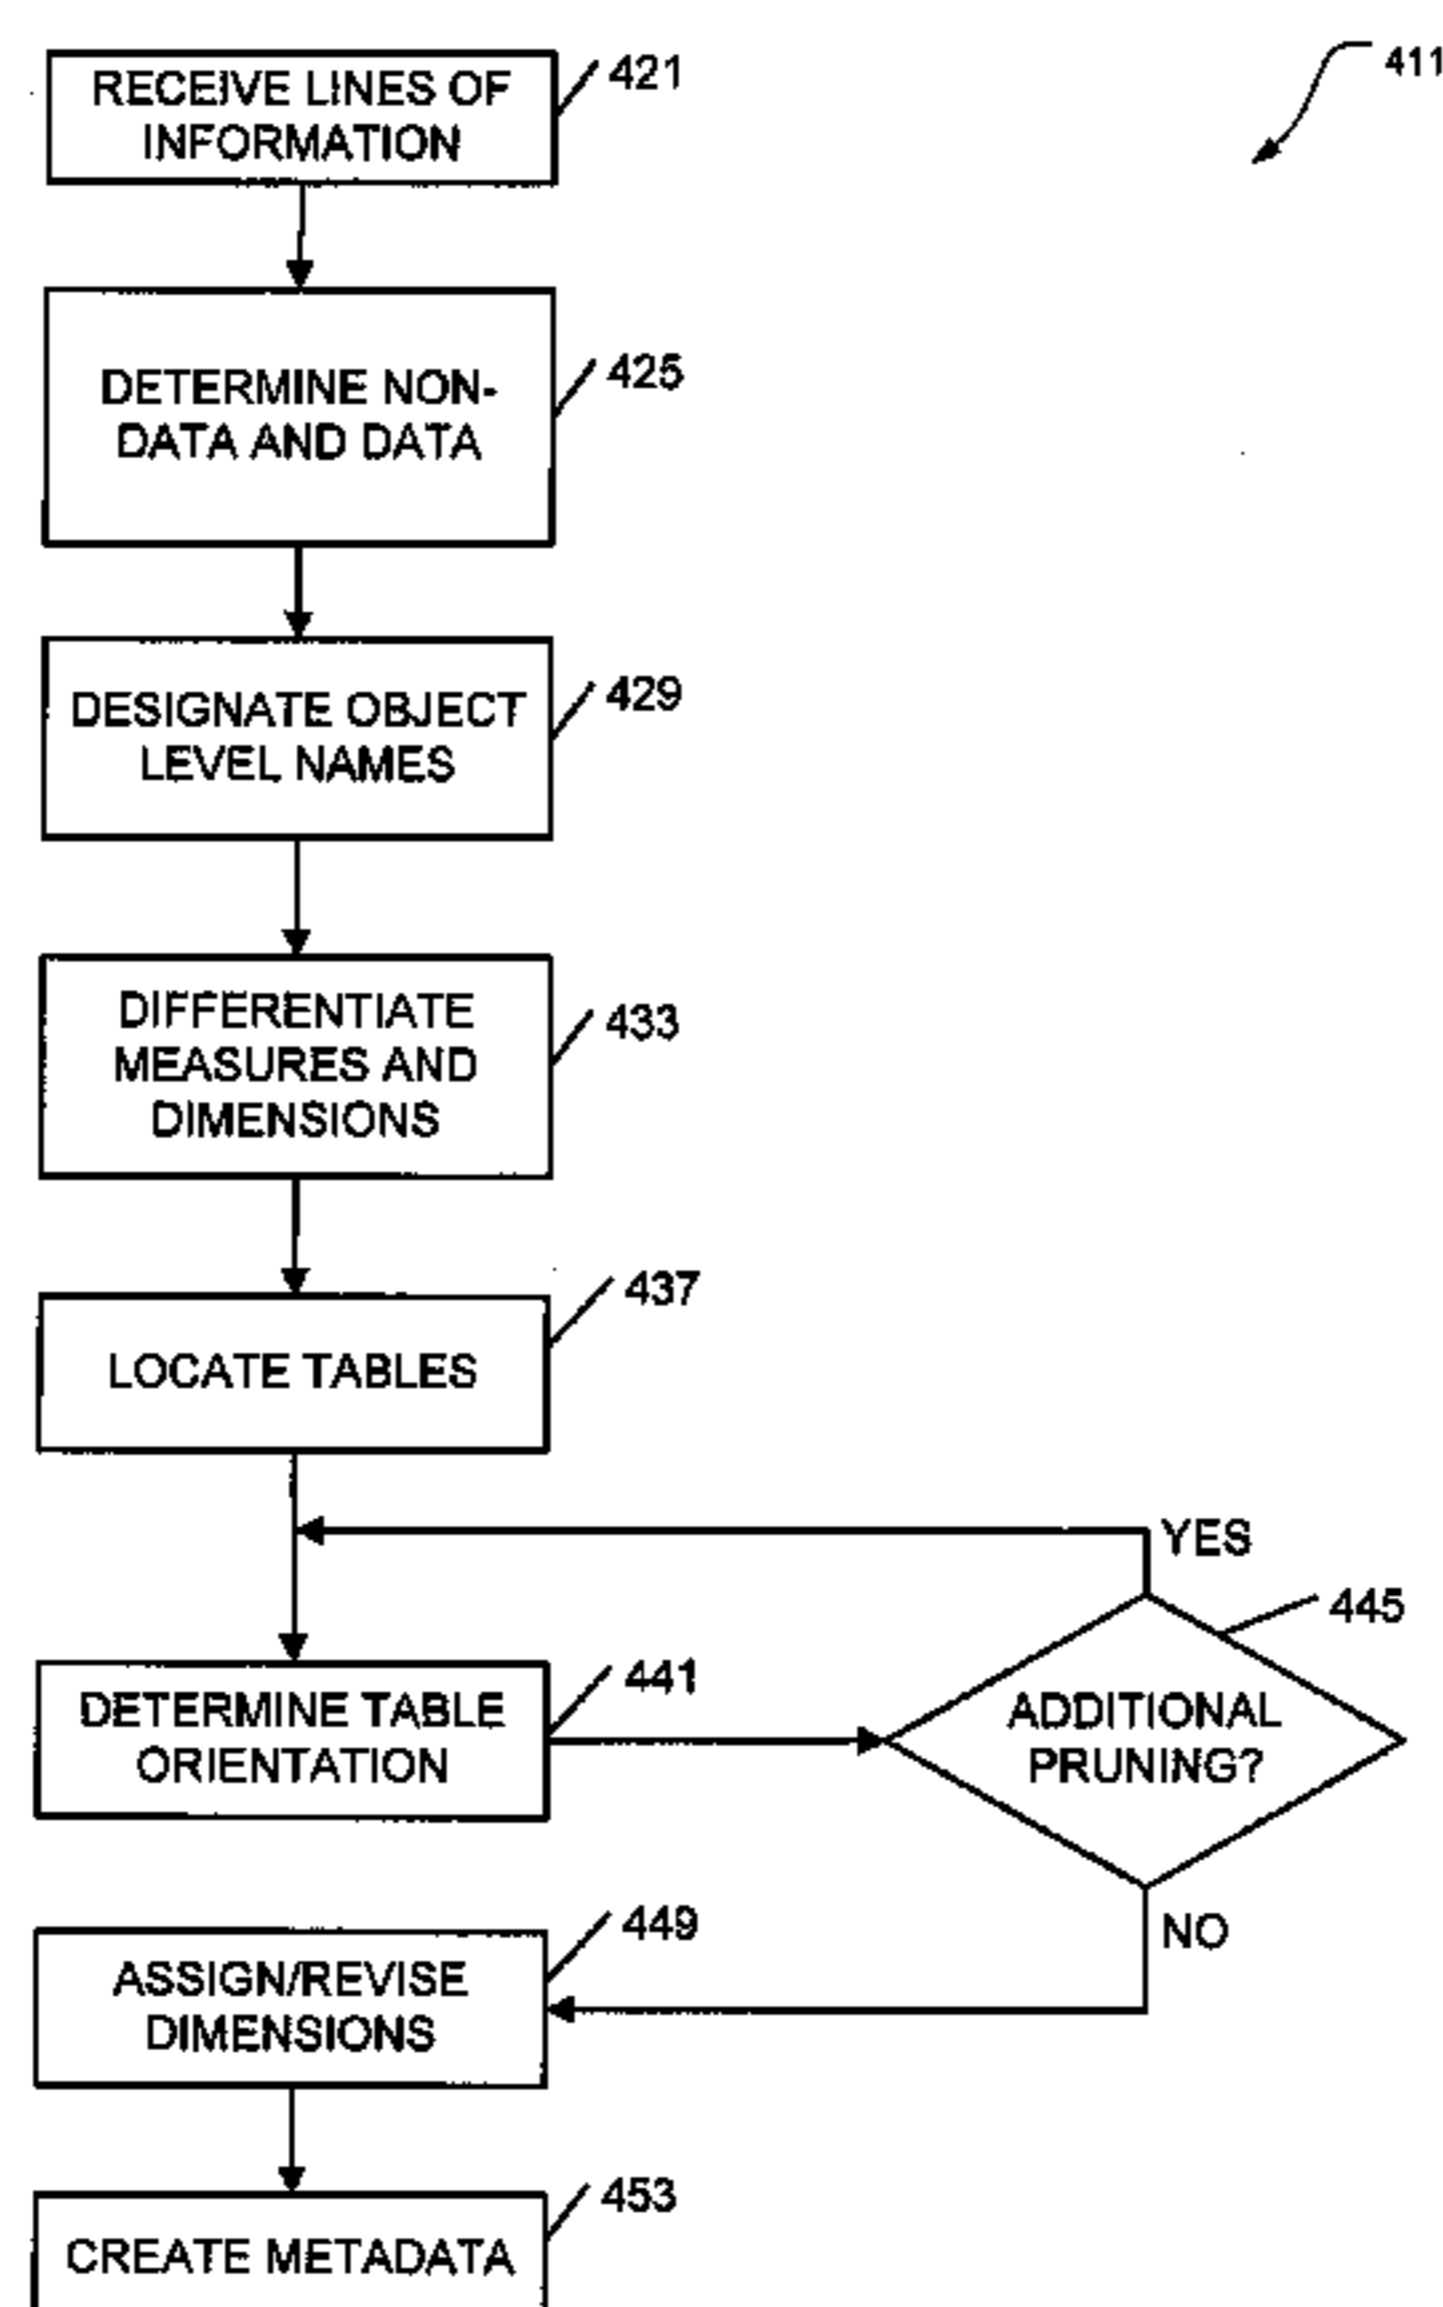 411
RECEIVE LINES OF
INFORMATION
421
DETERMINE NON-
DATA AND DATA
425
DESIGNATE OBJECT
LEVEL NAMES
429
DIFFERENTIATE
MEASURES AND
DIMENSIONS
433
LOCATE TABLES
437
YES
DETERMINE TABLE
ORIENTATION
441
ADDITIONAL
PRUNING?
445
NO
ASSIGN/REVISE
DIMENSIONS
449
CREATE METADATA
453